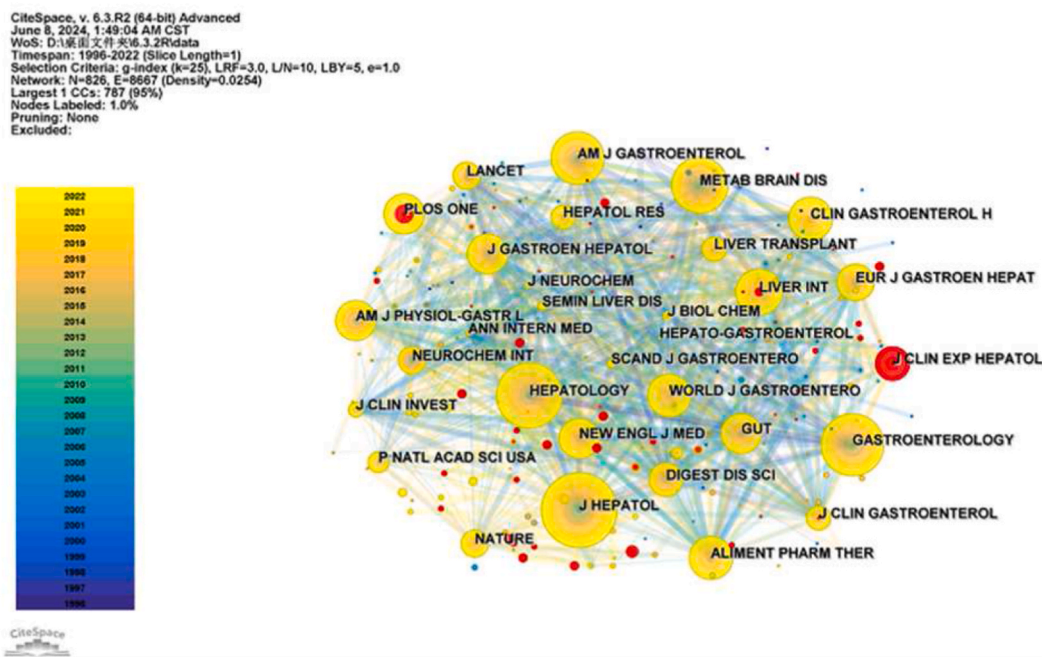 CiteSpace, v. 6.3.R2 (64-bit) Advanced
June 8, 2024, 1:49:04 AM CST
WoS: D:\桌面文件夹\6.3.2R\data
Timespan: 1996-2022 (Slice Length=1)
Selection Criteria: g-index (k=25), LRF=3.0, L/N=10, LBY=5, e=1.0
Network: N=826, E=8667 (Density=0.0254)
Largest 1 CCs: 787 (95%)
Nodes Labeled: 1.0%
Pruning: None
Excluded:
AM J GASTROENTEROL
LANCET
METAB BRAIN DIS
PLOS ONE
HEPATOL RES
CLIN GASTROENTEROL H
J GASTROEN HEPATOL
LIVER TRANSPLANT
J NEUROCHEM
LIVER INT
EUR J GASTROEN HEPAT
SEMIN LIVER DIS
J BIOL CHEM
AM J PHYSIOL-GASTR L
ANN INTERN MED
HEPATO-GASTROENTEROL
NEUROCHEM INT
SCAND J GASTROENTERO
J CLIN EXP HEPATOL
HEPATOLOGY
WORLD J GASTROENTERO
J CLIN INVEST
NEW ENGL J MED
GUT
GASTROENTEROLOGY
P NATL ACAD SCI USA
DIGEST DIS SCI
J HEPATOL
J CLIN GASTROENTEROL
NATURE
ALIMENT PHARM THER
2022
2021
2020
2019
2018
2017
2016
2015
2014
2013
2012
2011
2010
2009
2008
2007
2006
2005
2004
2003
2002
2001
2000
1999
1998
1997
1996
CiteSpace